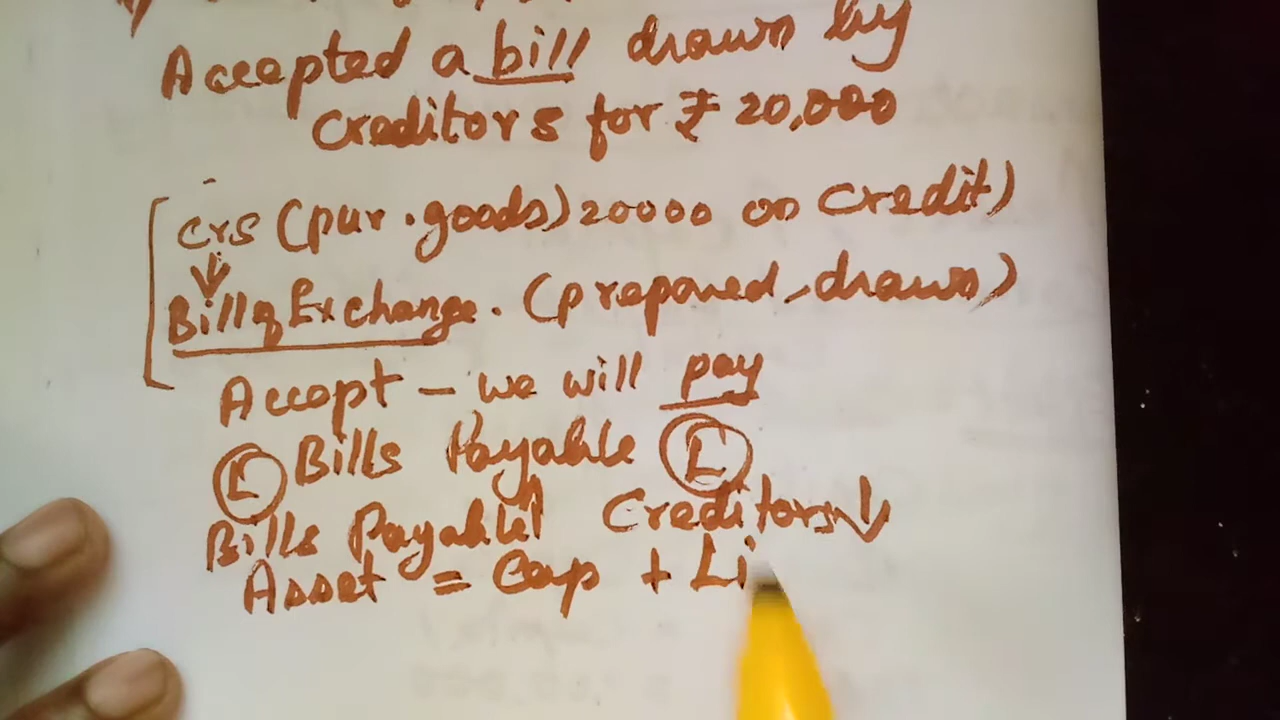 Accepted a bill drawn by
creditors for ₹ 20,000
crs (pur. goods) 20000 on credit)
Bill of Exchange. (prepared, drawn)
Accept - we will pay
(L) Bills Payable (L)
Bills Payable↑ Creditors↓
Asset = Cap + Li